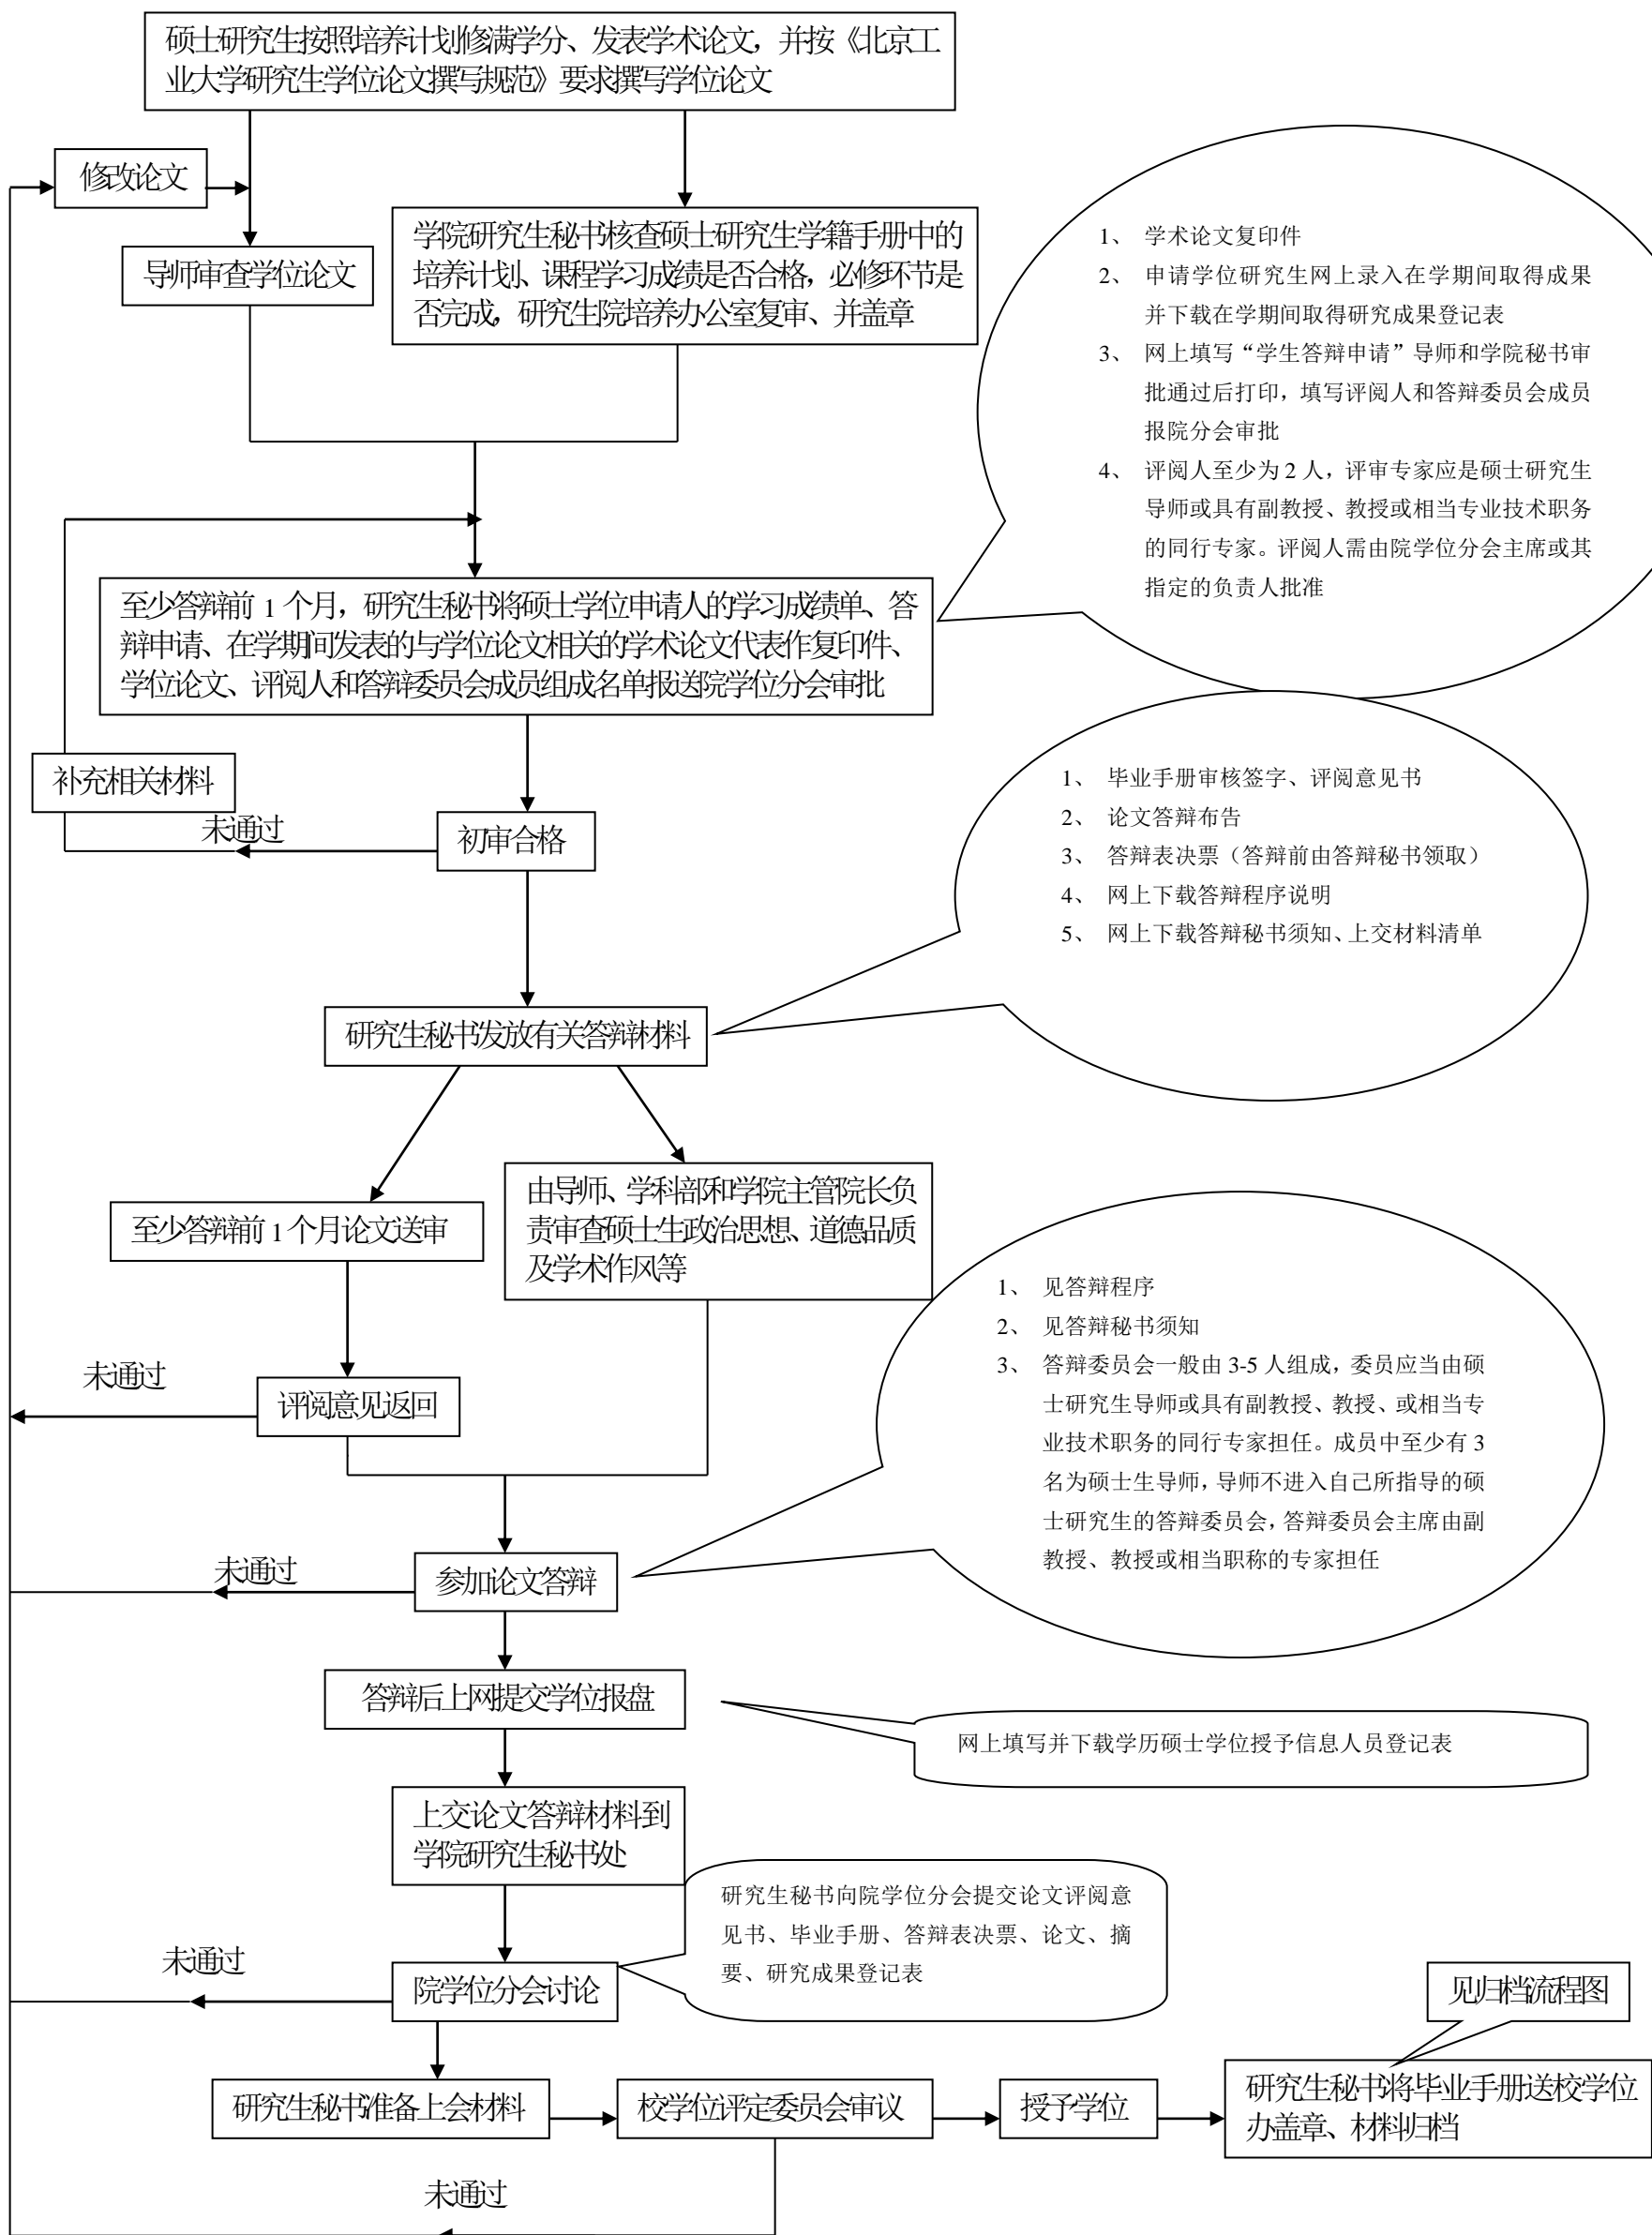 硕士研究生按照培养计划修满学分、发表学术论文，并按《北京工
业大学研究生学位论文撰写规范》要求撰写学位论文
修改论文
导师审查学位论文
学院研究生秘书核查硕士研究生学籍手册中的
培养计划、课程学习成绩是否合格，必修环节是
否完成，研究生院培养办公室复审、并盖章
1、 学术论文复印件
2、 申请学位研究生网上录入在学期间取得成果
并下载在学期间取得研究成果登记表
3、 网上填写“学生答辩申请”导师和学院秘书审
批通过后打印，填写评阅人和答辩委员会成员
报院分会审批
4、 评阅人至少为 2 人，评审专家应是硕士研究生
导师或具有副教授、教授或相当专业技术职务
的同行专家。评阅人需由院学位分会主席或其
指定的负责人批准
至少答辩前 1 个月，研究生秘书将硕士学位申请人的学习成绩单、答
辩申请、在学期间发表的与学位论文相关的学术论文代表作复印件、
学位论文、评阅人和答辩委员会成员组成名单报送院学位分会审批
补充相关材料
未通过
初审合格
1、 毕业手册审核签字、评阅意见书
2、 论文答辩布告
3、 答辩表决票（答辩前由答辩秘书领取）
4、 网上下载答辩程序说明
5、 网上下载答辩秘书须知、上交材料清单
研究生秘书发放有关答辩材料
至少答辩前 1 个月论文送审
由导师、学科部和学院主管院长负
责审查硕士生政治思想、道德品质
及学术作风等
未通过
评阅意见返回
1、 见答辩程序
2、 见答辩秘书须知
3、 答辩委员会一般由 3-5 人组成，委员应当由硕
士研究生导师或具有副教授、教授、或相当专
业技术职务的同行专家担任。成员中至少有 3
名为硕士生导师，导师不进入自己所指导的硕
士研究生的答辩委员会，答辩委员会主席由副
教授、教授或相当职称的专家担任
未通过
参加论文答辩
答辩后上网提交学位报盘
网上填写并下载学历硕士学位授予信息人员登记表
上交论文答辩材料到
学院研究生秘书处
研究生秘书向院学位分会提交论文评阅意
见书、毕业手册、答辩表决票、论文、摘
要、研究成果登记表
未通过
院学位分会讨论
见归档流程图
研究生秘书准备上会材料
校学位评定委员会审议
授予学位
研究生秘书将毕业手册送校学位
办盖章、材料归档
未通过